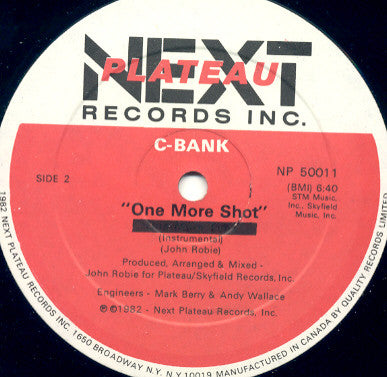 NEXT
PLATEAU
RECORDS INC.
C-BANK
SIDE 2
NP 50011
(BMI) 6:40
STM Music,
Inc., Skyfield
Music, Inc.
"One More Shot"
(Instrumental)
(John Robie)
Produced, Arranged & Mixed -
John Robie for Plateau/Skyfield Records, Inc.
Engineers - Mark Berry & Andy Wallace
℗©1982 - Next Plateau Records, Inc.
1982 NEXT PLATEAU RECORDS INC. 1650 BROADWAY N.Y. N.Y 10019 MANUFACTURED IN CANADA BY QUALITY RECORDS LIMITED